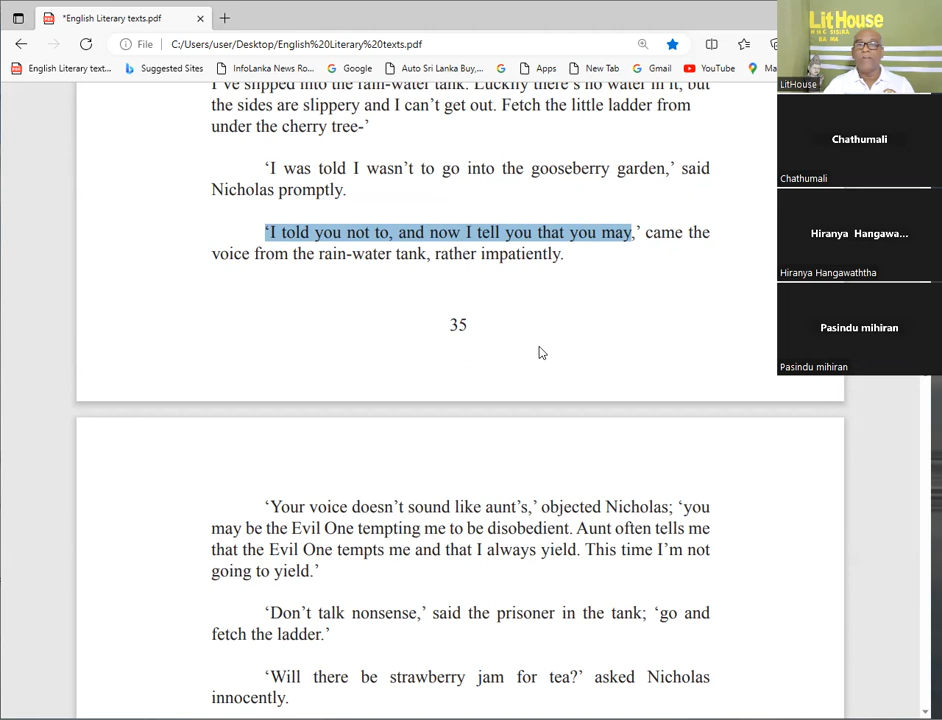 *English Literary texts.pdf
File
C:/Users/user/Desktop/English%20Literary%20texts.pdf
English Literary text...
Suggested Sites
InfoLanka News Ro...
Google
Auto Sri Lanka Buy,...
Apps
New Tab
Gmail
YouTube
Ma
I've slipped into the rain-water tank. Luckily there's no water in it, but
the sides are slippery and I can't get out. Fetch the little ladder from
under the cherry tree-’
‘I was told I wasn’t to go into the gooseberry garden,’ said
Nicholas promptly.
‘I told you not to, and now I tell you that you may,’ came the
voice from the rain-water tank, rather impatiently.
35
‘Your voice doesn’t sound like aunt’s,’ objected Nicholas; ‘you
may be the Evil One tempting me to be disobedient. Aunt often tells me
that the Evil One tempts me and that I always yield. This time I’m not
going to yield.’
‘Don’t talk nonsense,’ said the prisoner in the tank; ‘go and
fetch the ladder.’
‘Will there be strawberry jam for tea?’ asked Nicholas
innocently.
LitHouse
LitHouse
Chathumali
Chathumali
Hiranya Hangawa...
Hiranya Hangawaththa
Pasindu mihiran
Pasindu mihiran